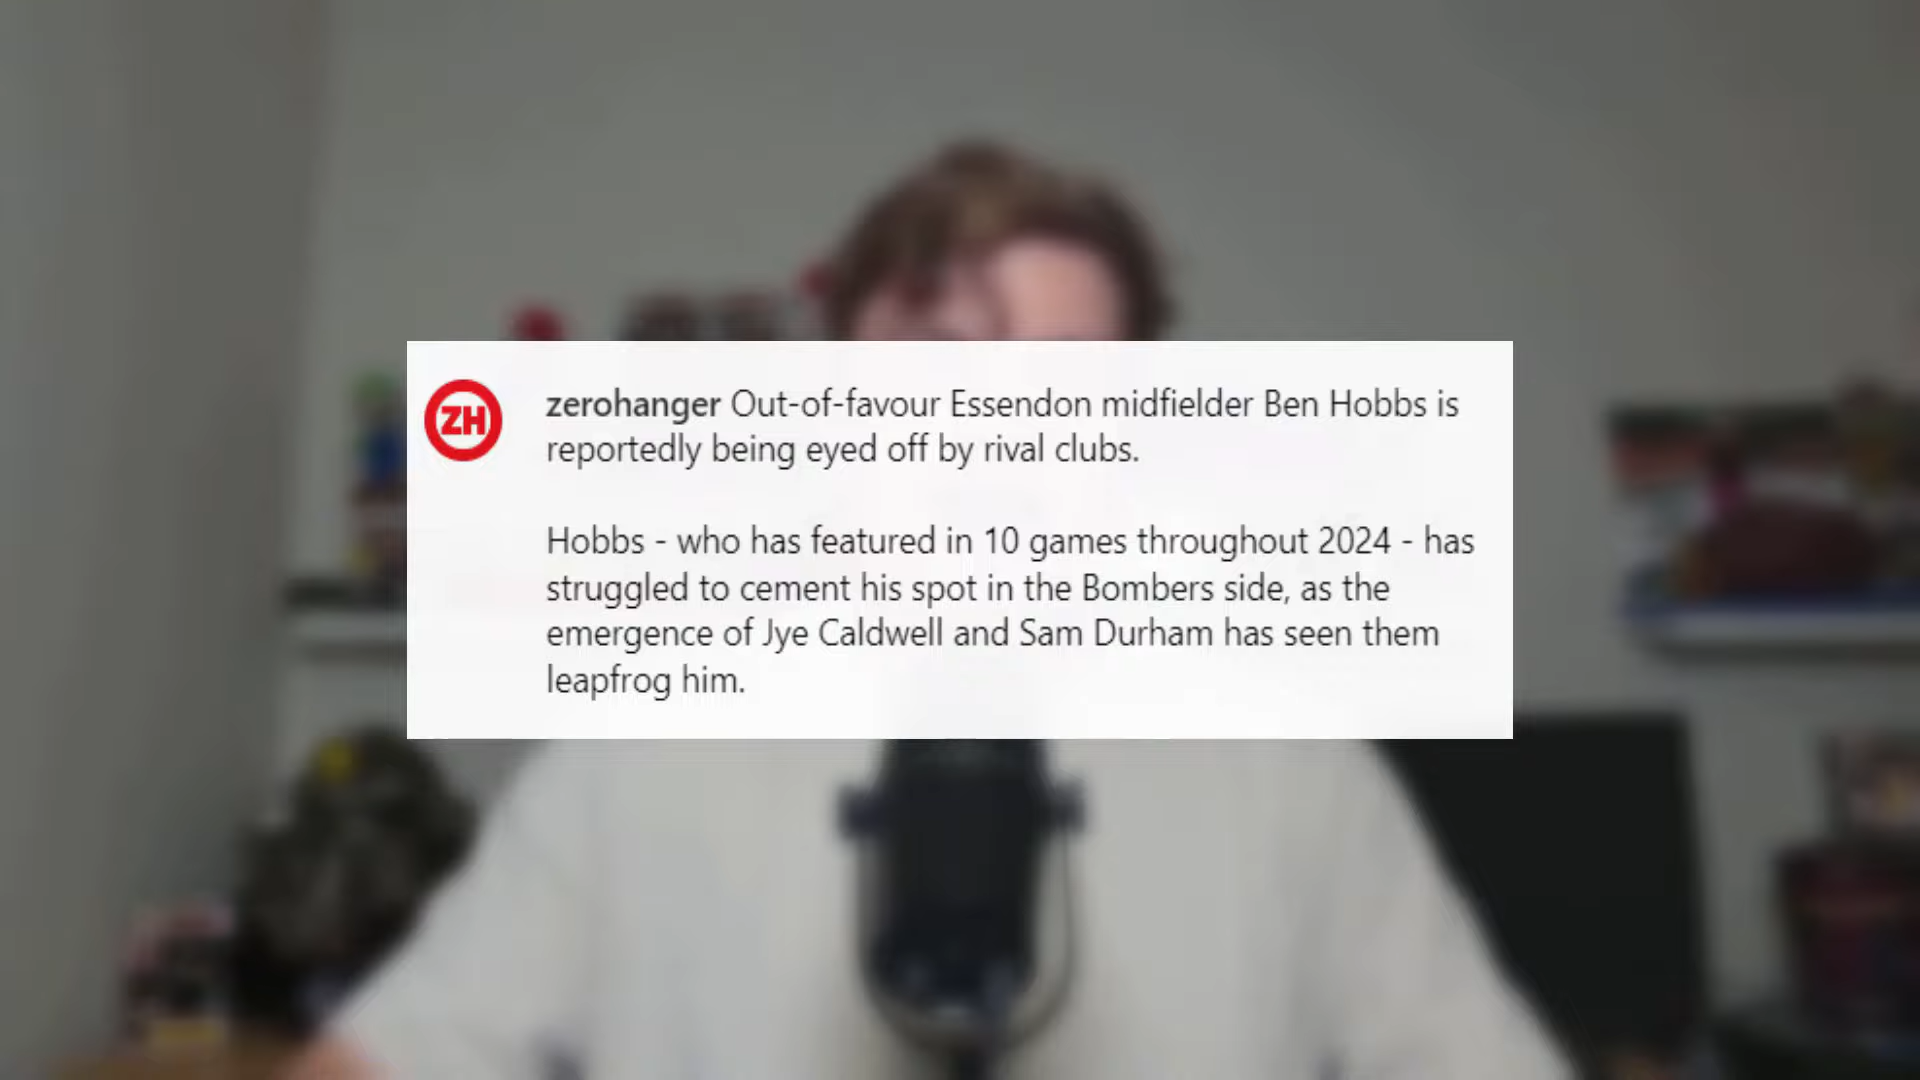 ZH
zerohanger Out-of-favour Essendon midfielder Ben Hobbs is
reportedly being eyed off by rival clubs.
Hobbs - who has featured in 10 games throughout 2024 - has
struggled to cement his spot in the Bombers side, as the
emergence of Jye Caldwell and Sam Durham has seen them
leapfrog him.